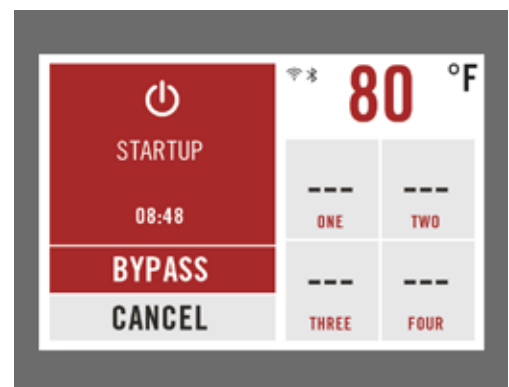 80 °F
STARTUP
08:48
BYPASS
CANCEL
--- ---
ONE TWO
--- ---
THREE FOUR